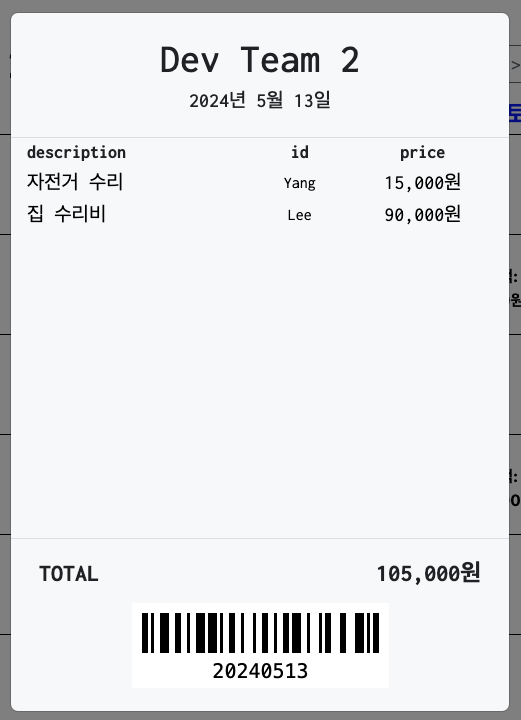 Dev Team 2
2024년 5월 13일
description id price
자전거 수리 Yang 15,000원
집 수리비 Lee 90,000원
TOTAL 105,000원
20240513